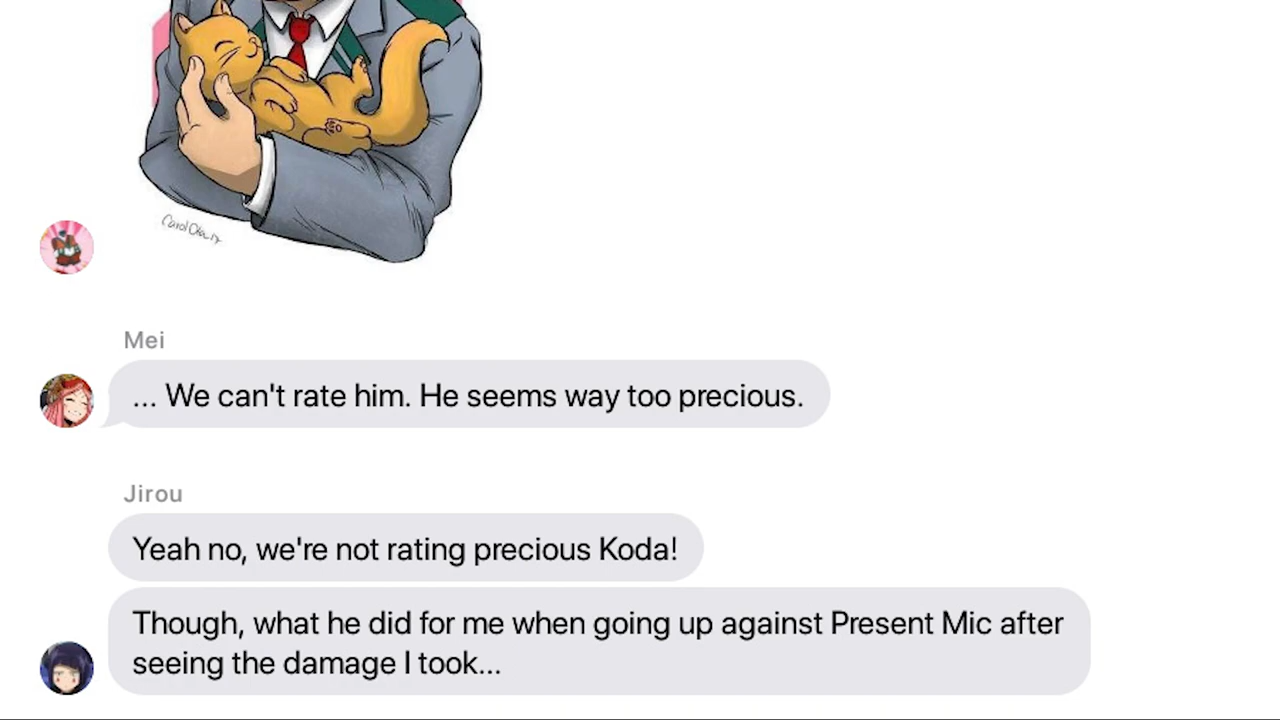 Mei
... We can't rate him. He seems way too precious.
Jirou
Yeah no, we're not rating precious Koda!
Though, what he did for me when going up against Present Mic after
seeing the damage I took...